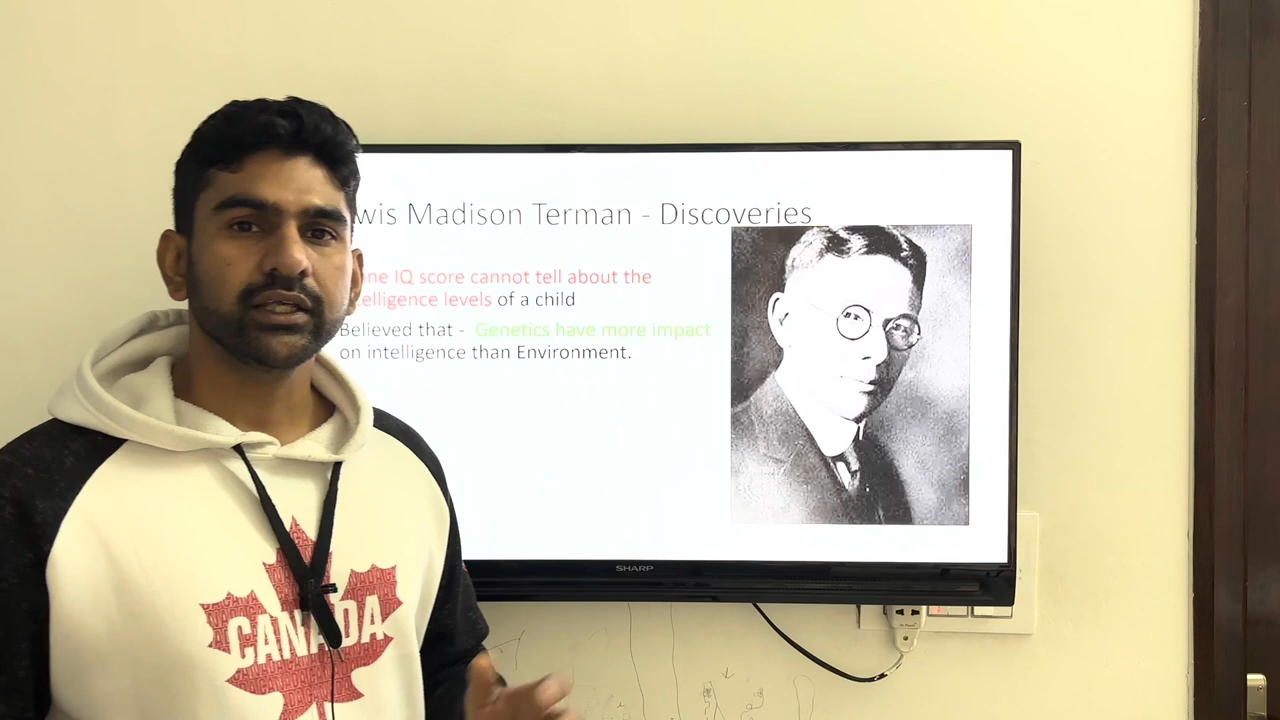 wis Madison Terman - Discoveries
one IQ score cannot tell about the
telligence levels of a child
Believed that - Genetics have more impact
on intelligence than Environment.
SHARP
CANADA